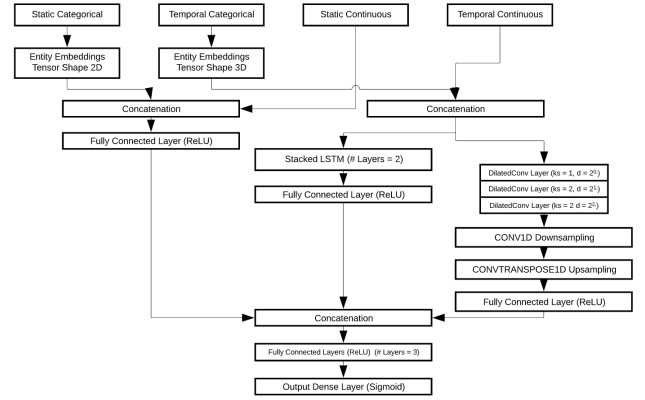 Static Categorical
Temporal Categorical
Static Continuous
Temporal Continuous
Entity Embeddings
Tensor Shape 2D
Entity Embeddings
Tensor Shape 3D
Concatenation
Concatenation
Fully Connected Layer (ReLU)
Stacked LSTM (# Layers = 2)
Fully Connected Layer (ReLU)
DilatedConv Layer (ks = 1, d = 2⁰·)
DilatedConv Layer (ks = 2, d = 2¹·)
DilatedConv Layer (ks = 2 d = 2²·)
CONV1D Downsampling
CONVTRANSPOSE1D Upsampling
Fully Connected Layer (ReLU)
Concatenation
Fully Connected Layers (ReLU) (# Layers = 3)
Output Dense Layer (Sigmoid)